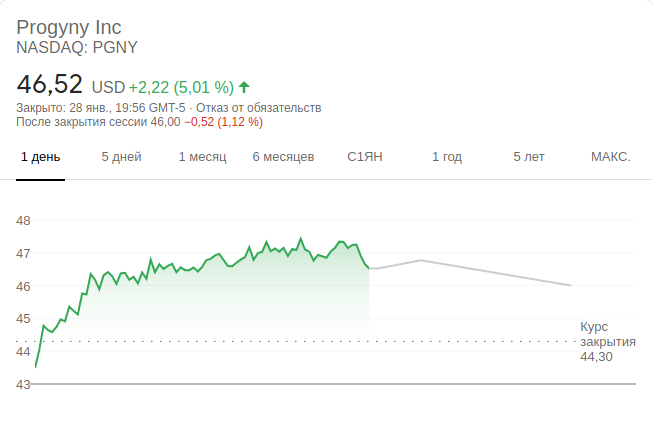 Progyny Inc
NASDAQ: PGNY
46,52 USD +2,22 (5,01 %)
Закрыто: 28 янв., 19:56 GMT-5 · Отказ от обязательств
После закрытия сессии 46,00 −0,52 (1,12 %)
1 день 5 дней 1 месяц 6 месяцев С1ЯН 1 год 5 лет МАКС.
48
47
46
45
44
43
Курс
закрытия
44,30